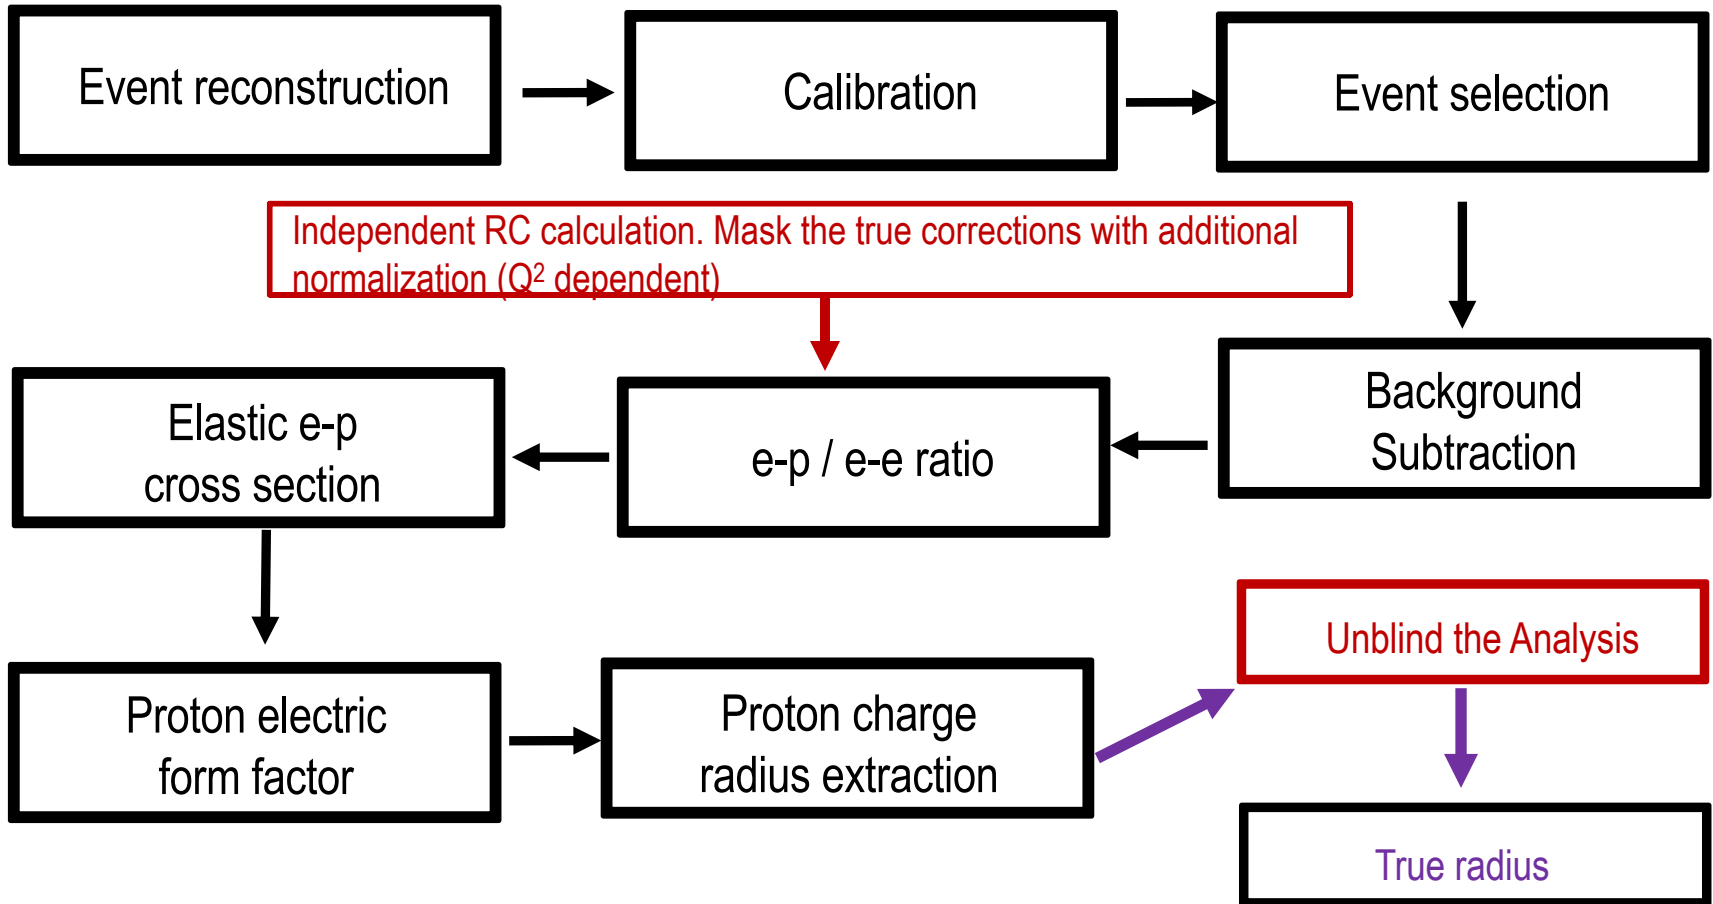 Event reconstruction
Calibration
Event selection
Independent RC calculation. Mask the true corrections with additional
normalization (Q² dependent)
Elastic e-p
cross section
e-p / e-e ratio
Background
Subtraction
Proton electric
form factor
Proton charge
radius extraction
Unblind the Analysis
True radius